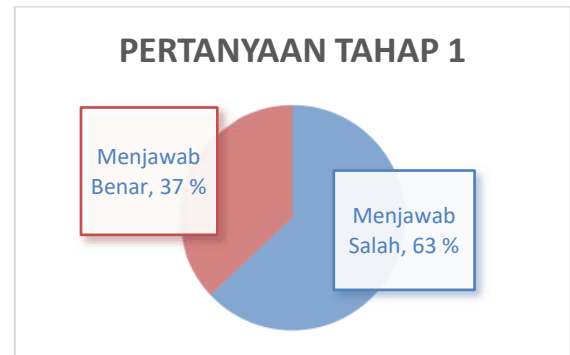 PERTANYAAN TAHAP 1
Menjawab
Benar, 37 %
Menjawab
Salah, 63 %